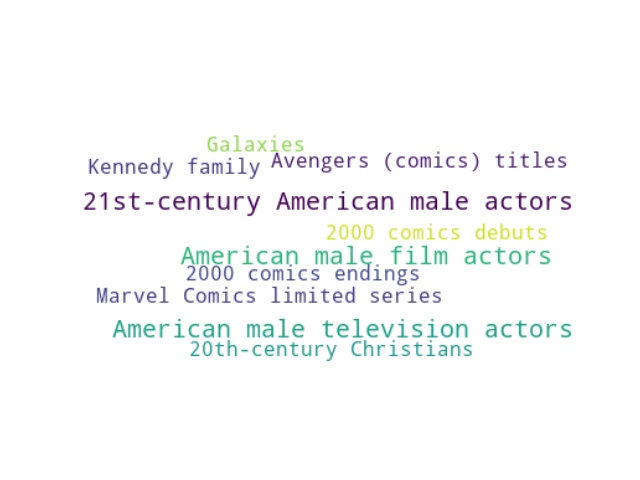 Galaxies
Kennedy family
Avengers (comics) titles
21st-century American male actors
2000 comics debuts
American male film actors
2000 comics endings
Marvel Comics limited series
American male television actors
20th-century Christians